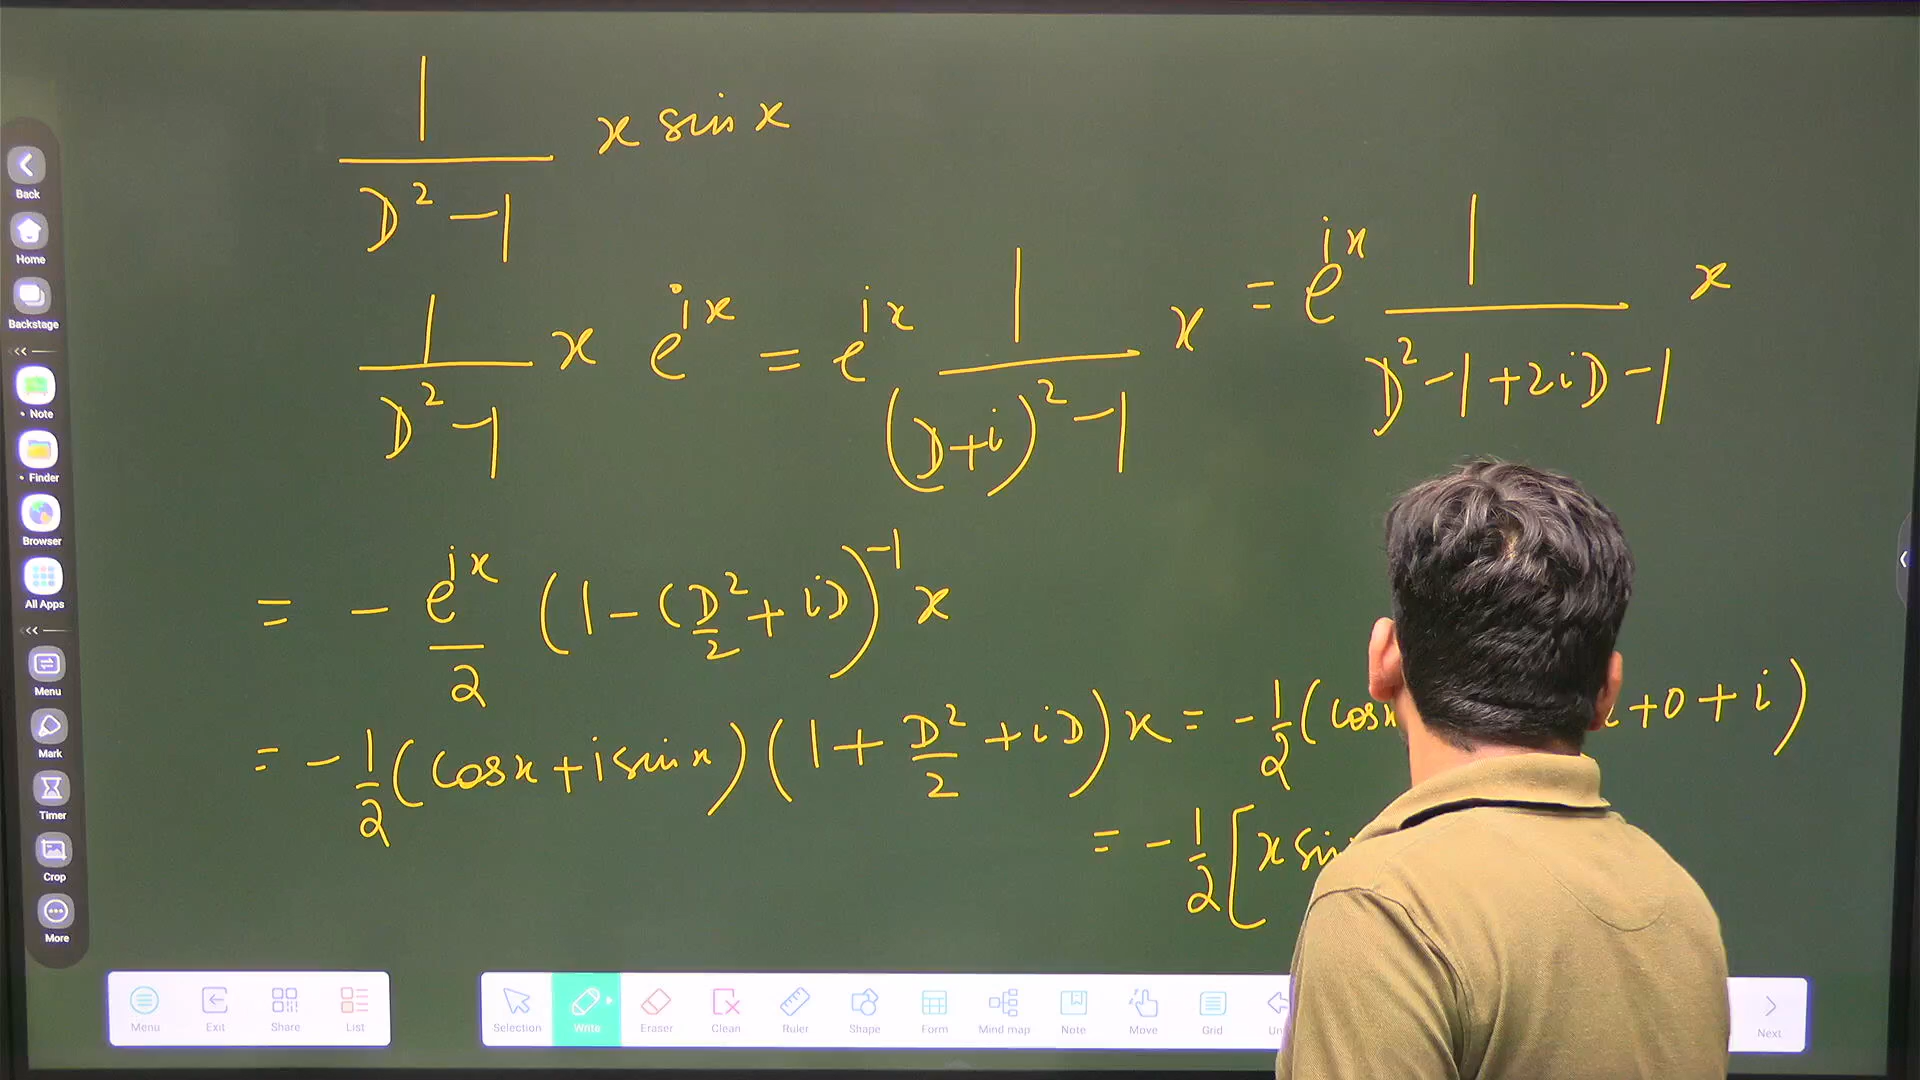 1/(D² - 1) x sin x
1/(D² - 1) x e^{ix} = e^{ix} 1/((D+i)² - 1) x = e^{ix} 1/(D² - 1 + 2iD - 1) x
= - e^{ix}/2 (1 - (D²/2 + iD))^{-1} x
= - 1/2 (cosx + i sinx) (1 + D²/2 + iD) x = - 1/2 (cosx + 0 + i)
= - 1/2 [x sin
Back
Home
Backstage
Note
Finder
Browser
All Apps
Menu
Mark
Timer
Crop
More
Menu Exit Share List Selection Write Eraser Clean Ruler Shape Form Mind map Note Move Grid Next